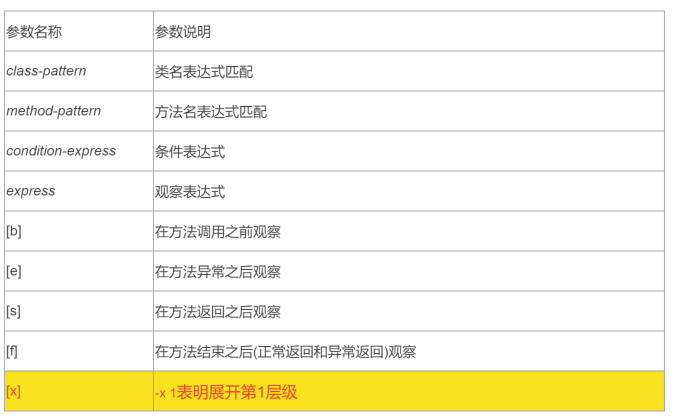 参数名称 参数说明
class-pattern 类名表达式匹配
method-pattern 方法名表达式匹配
condition-express 条件表达式
express 观察表达式
[b] 在方法调用之前观察
[e] 在方法异常之后观察
[s] 在方法返回之后观察
[f] 在方法结束之后(正常返回和异常返回)观察
[x] -x 1表明展开第1层级